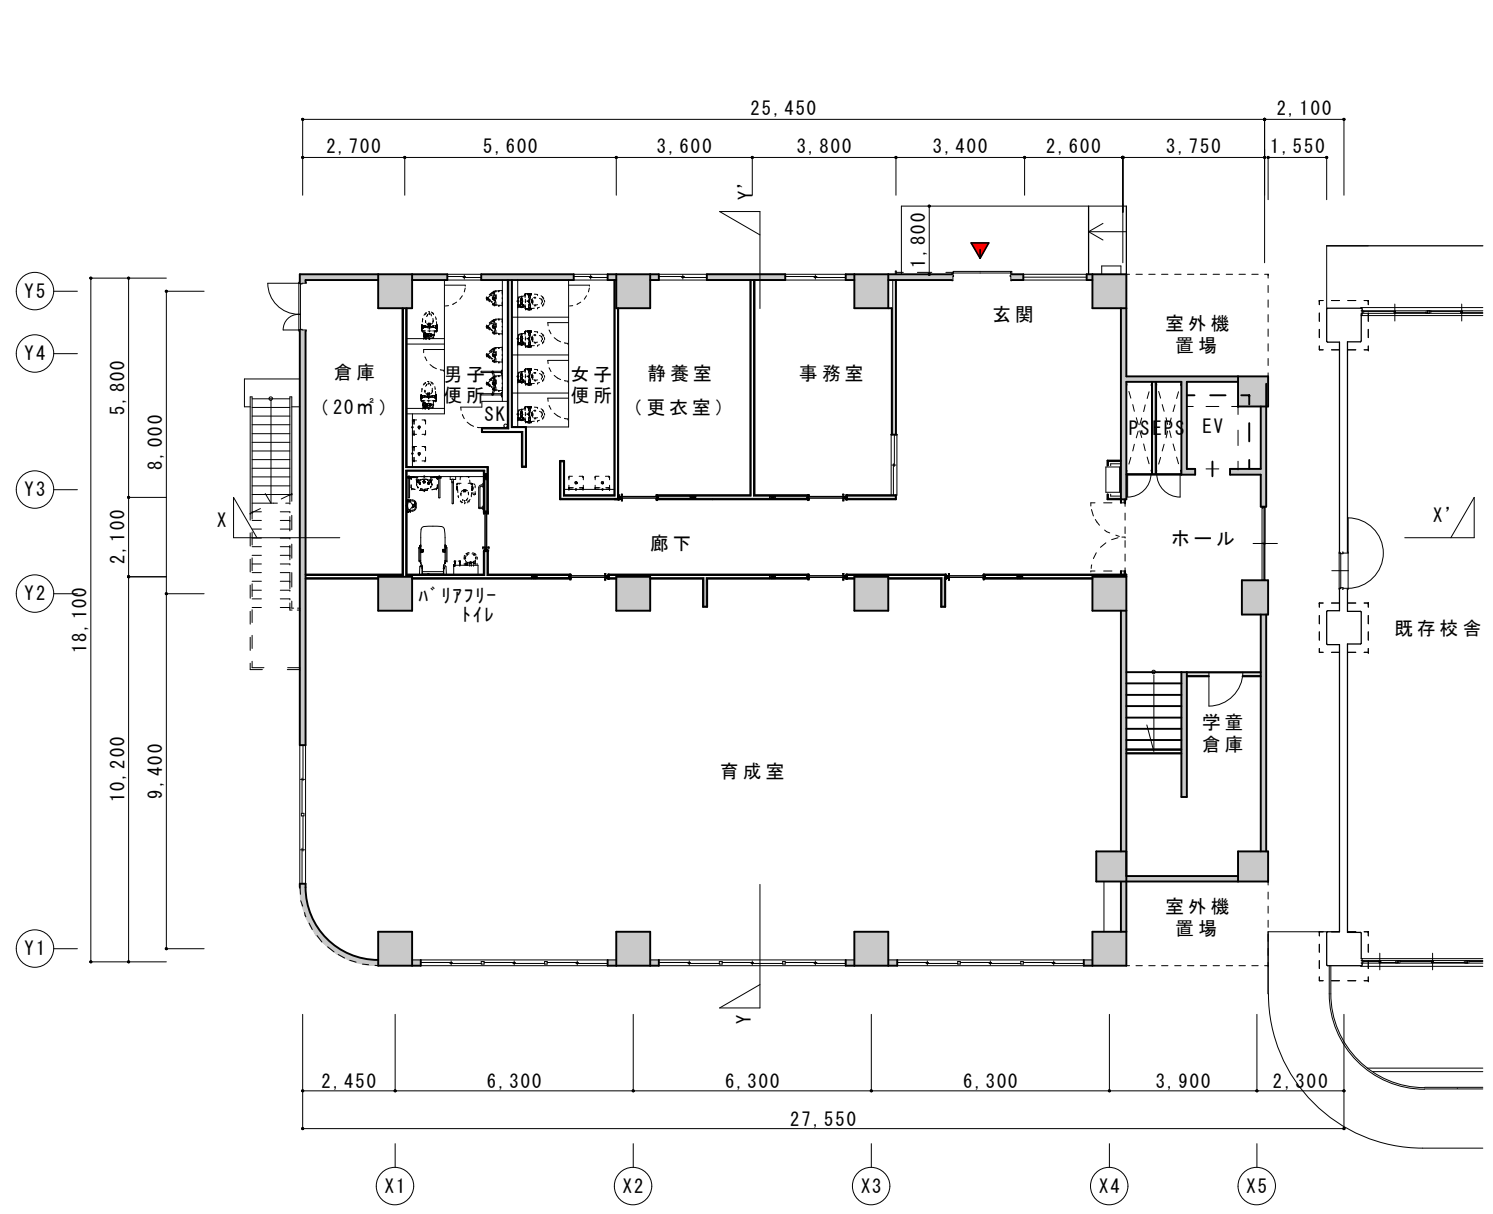 25,450
2,100
2,700
5,600
3,600
3,800
3,400
2,600
3,750
1,550
Y'
1,800
Y5
Y4
Y3
Y2
Y1
5,800
8,000
2,100
18,100
10,200
9,400
玄関
室外機
置場
倉庫
(20㎡)
男子
便所
SK
女子
便所
静養室
(更衣室)
事務室
PS
EPS
EV
X
X'
廊下
ホール
バリアフリー
トイレ
既存校舎
学童
倉庫
育成室
室外機
置場
Y
2,450
6,300
6,300
6,300
3,900
2,300
27,550
X1
X2
X3
X4
X5